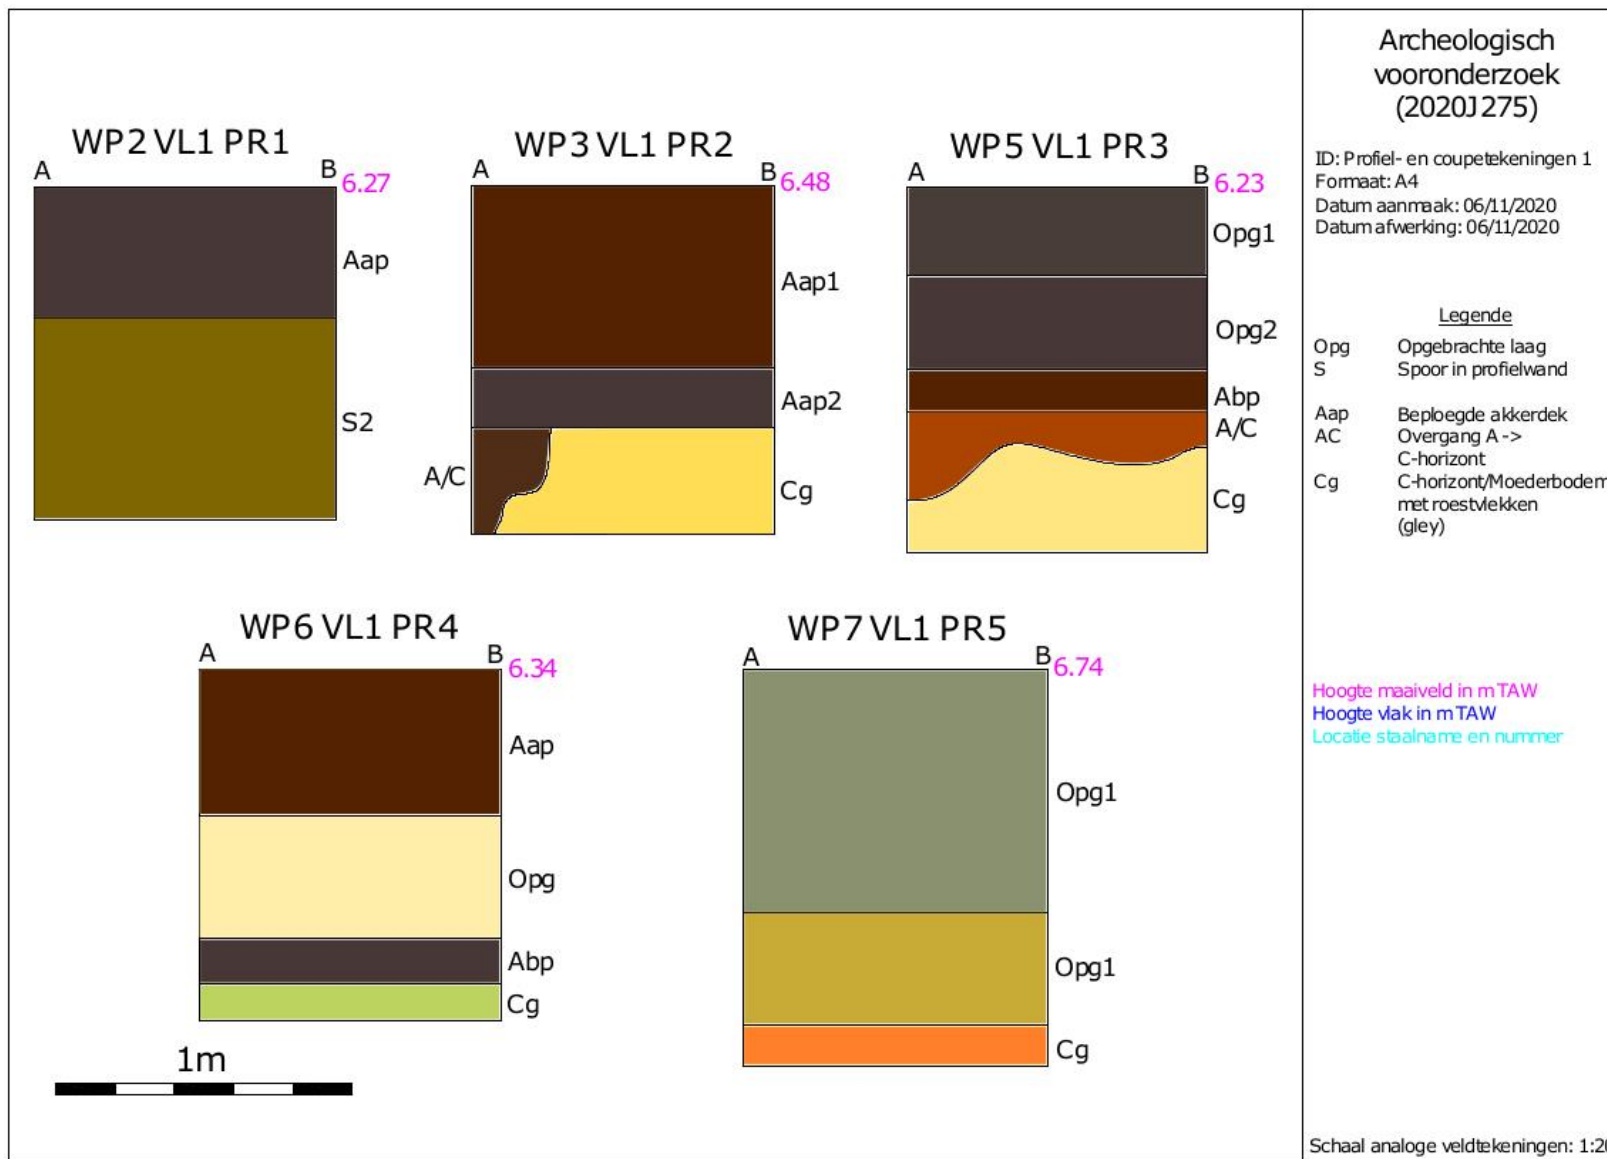 WP2 VL1 PR1
A
B
6.27
Aap
S2
WP3 VL1 PR2
A
B
6.48
Aap1
Aap2
A/C
Cg
WP5 VL1 PR3
A
B
6.23
Opg1
Opg2
Abp
A/C
Cg
WP6 VL1 PR4
A
B
6.34
Aap
Opg
Abp
Cg
WP7 VL1 PR5
A
B
6.74
Opg1
Opg1
Cg
1m
Archeologisch
vooronderzoek
(2020J275)
ID: Profiel- en coupetekeningen 1
Formaat: A4
Datum aanmaak: 06/11/2020
Datum afwerking: 06/11/2020
Legende
Opg Opgebrachte laag
S Spoor in profielwand
Aap Beploegde akkerdek
AC Overgang A ->
C-horizont
Cg C-horizont/Moederbodem
met roestvlekken
(gley)
Hoogte maaiveld in m TAW
Hoogte vlak in m TAW
Locatie staalname en nummer
Schaal analoge veldtekeningen: